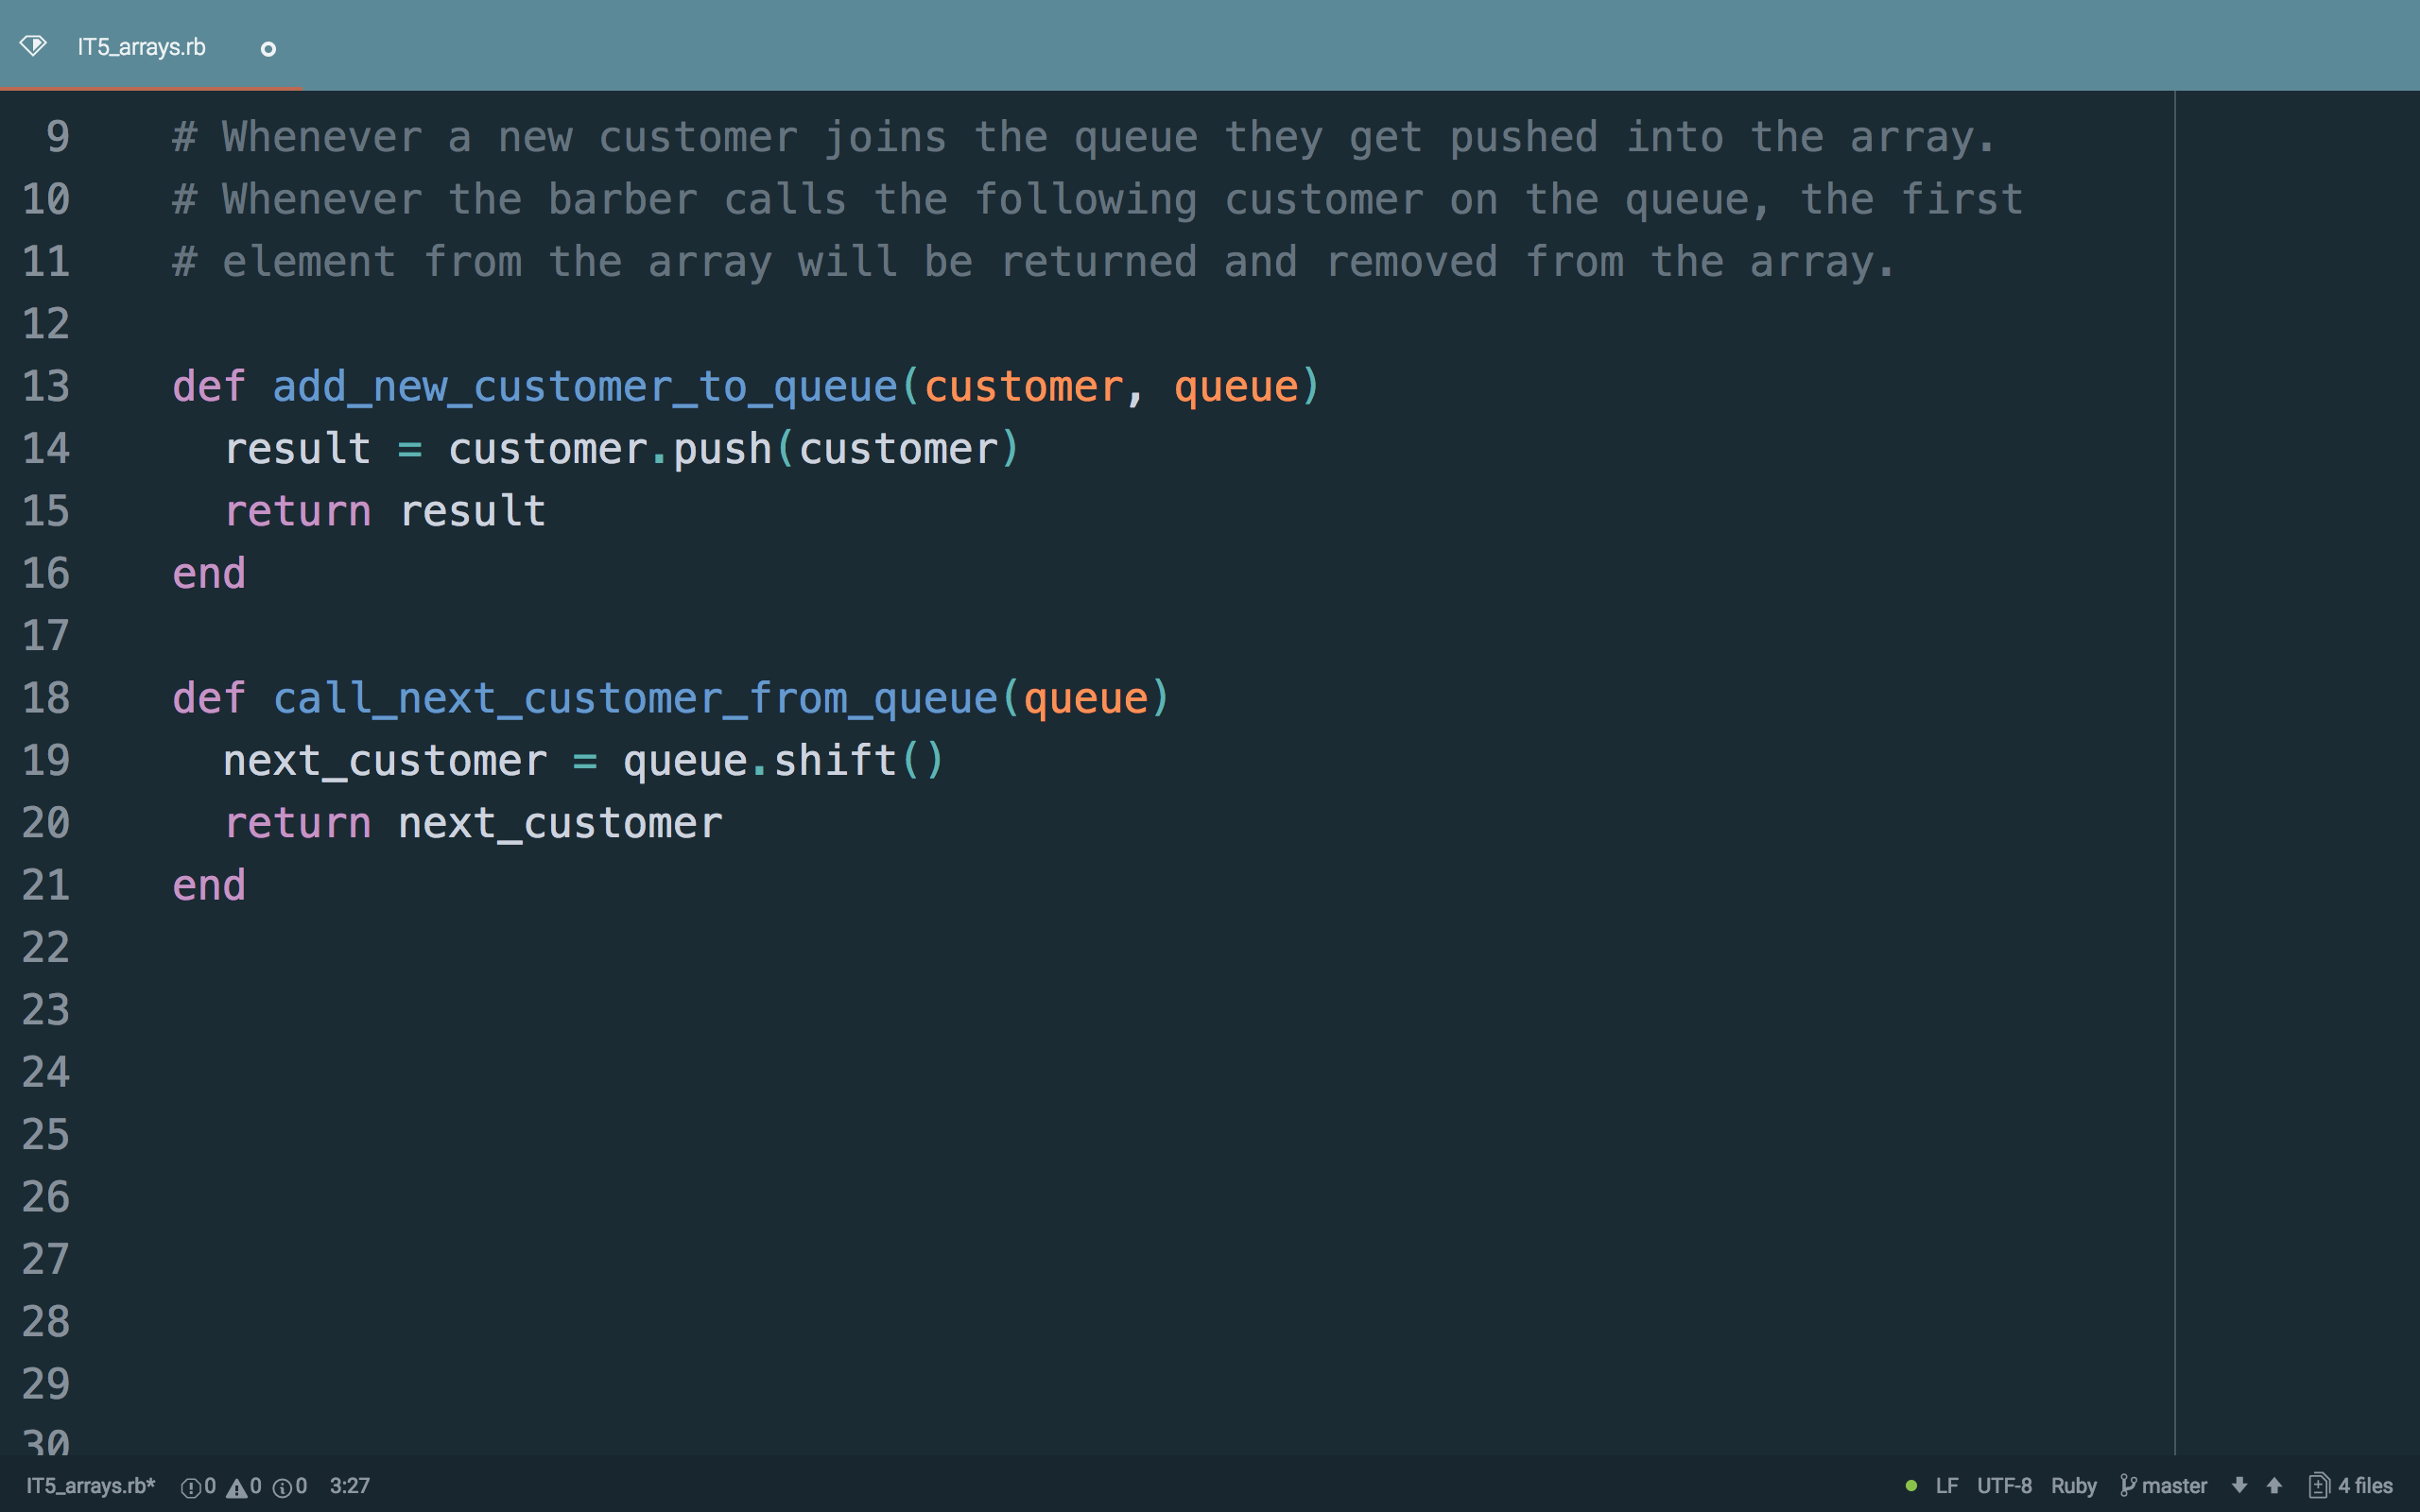 IT5_arrays.rb
9 # Whenever a new customer joins the queue they get pushed into the array.
10 # Whenever the barber calls the following customer on the queue, the first
11 # element from the array will be returned and removed from the array.
12
13 def add_new_customer_to_queue(customer, queue)
14 result = customer.push(customer)
15 return result
16 end
17
18 def call_next_customer_from_queue(queue)
19 next_customer = queue.shift()
20 return next_customer
21 end
22
23
24
25
26
27
28
29
30
IT5_arrays.rb* 0 0 0 3:27 LF UTF-8 Ruby master 4 files